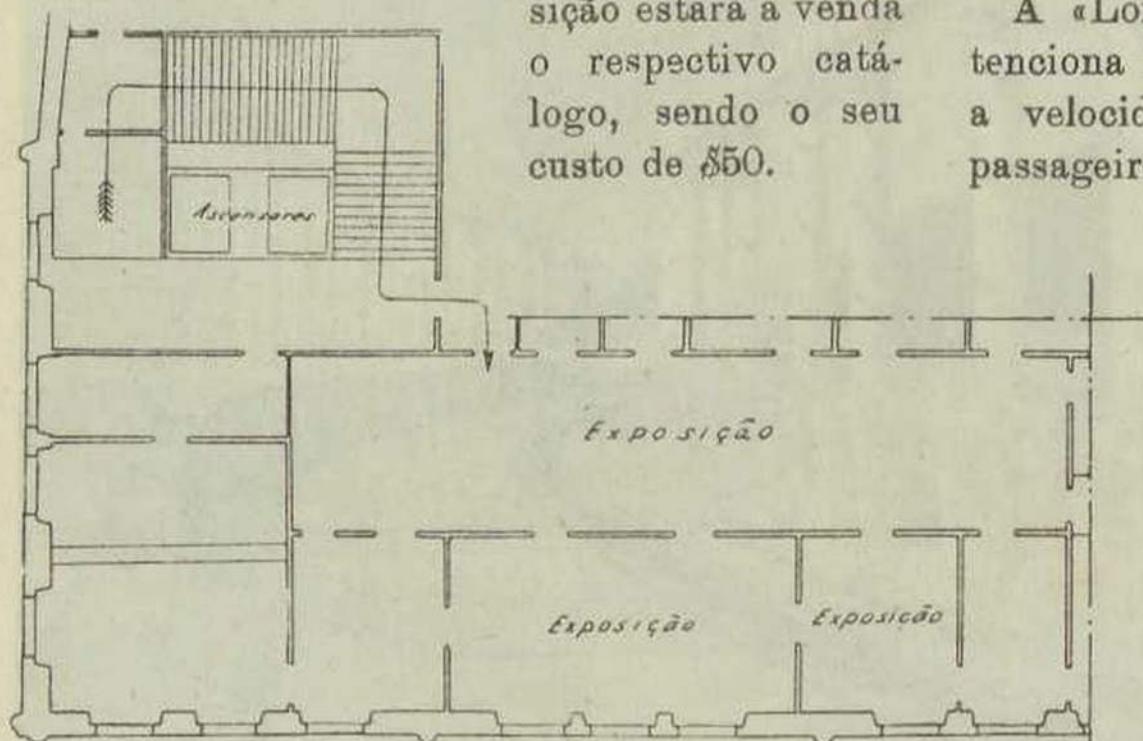 sição estará à venda
o respectivo catá-
logo, sendo o seu
custo de $50.
A «Lo
tenciona
a velocid
passageir
Ascensores
Exposição
Exposição
Exposicão